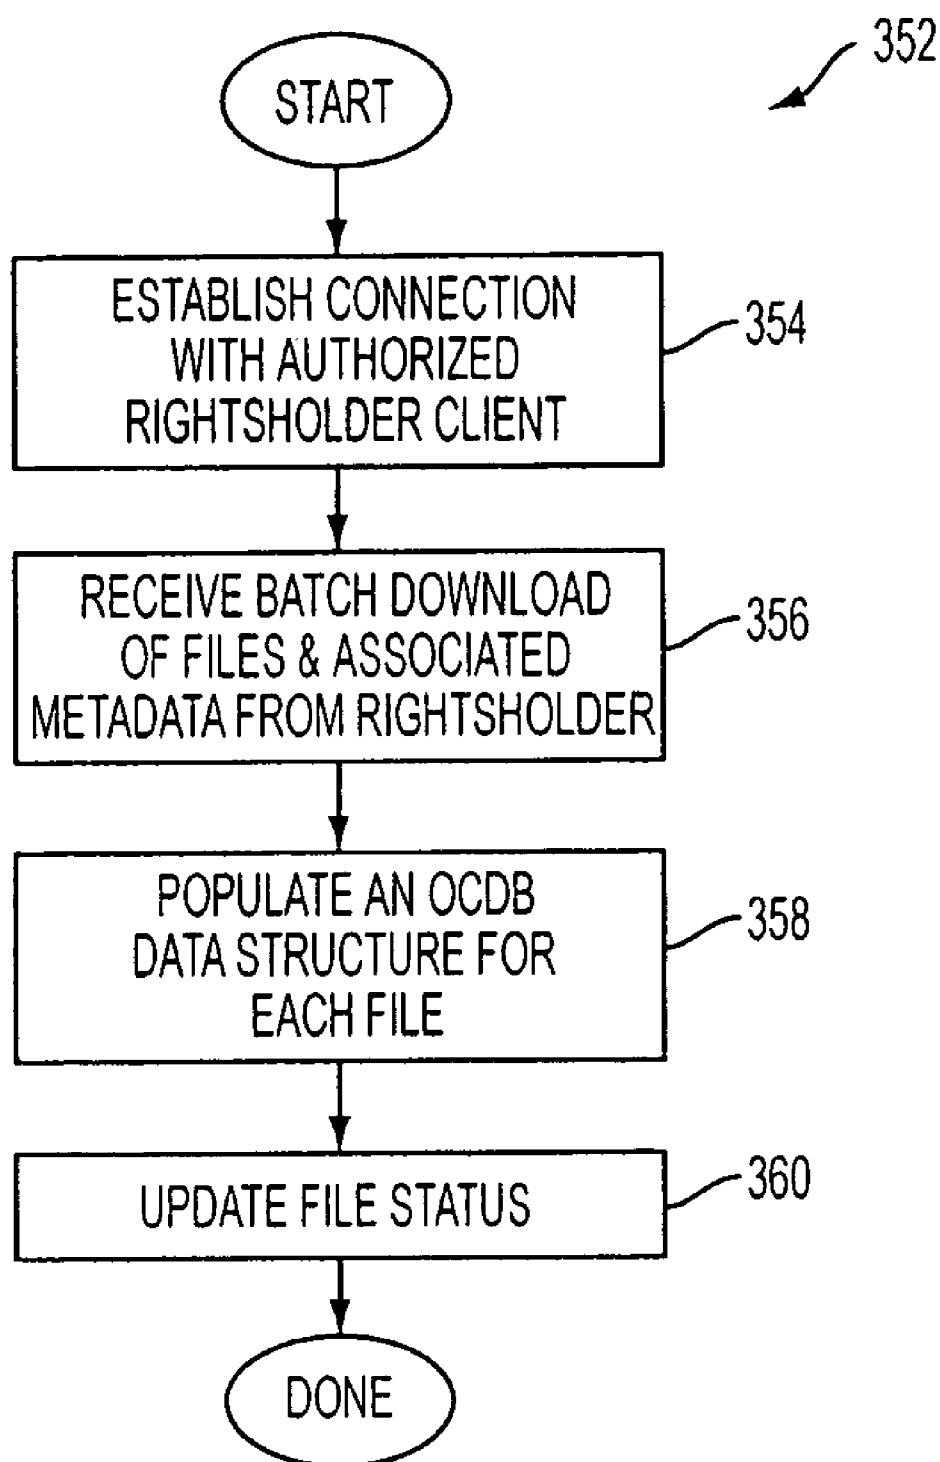 352
START
ESTABLISH CONNECTION
WITH AUTHORIZED
RIGHTSHOLDER CLIENT
354
RECEIVE BATCH DOWNLOAD
OF FILES & ASSOCIATED
METADATA FROM RIGHTSHOLDER
356
POPULATE AN OCDB
DATA STRUCTURE FOR
EACH FILE
358
UPDATE FILE STATUS
360
DONE